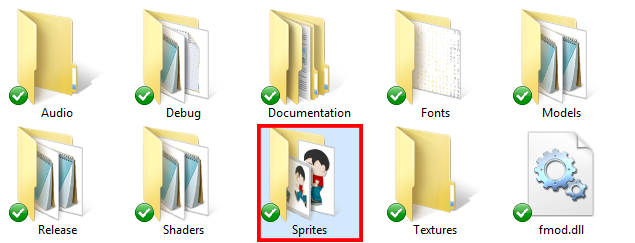 Audio
Debug
Documentation
Fonts
Models
Release
Shaders
Sprites
Textures
fmod.dll